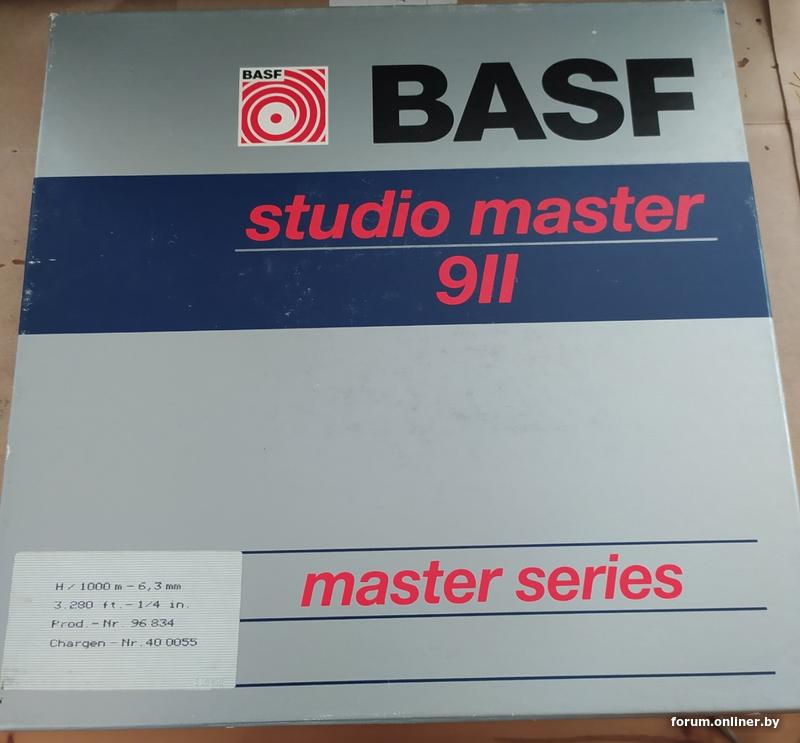 BASF
BASF
studio master
911
master series
H / 1000 m - 6,3 mm
3.280 ft. - 1/4 in.
Prod. - Nr. 96 834
Chargen - Nr. 40 0055
forum.onliner.by